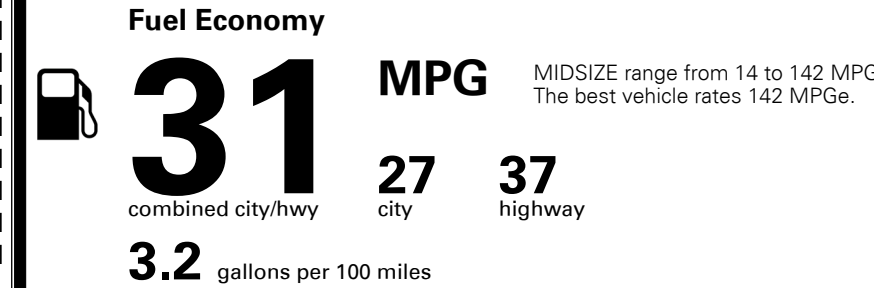 Fuel Economy
31 MPG
MIDSIZE range from 14 to 142 MPG
The best vehicle rates 142 MPGe.
combined city/hwy
27 city
37 highway
3.2 gallons per 100 miles